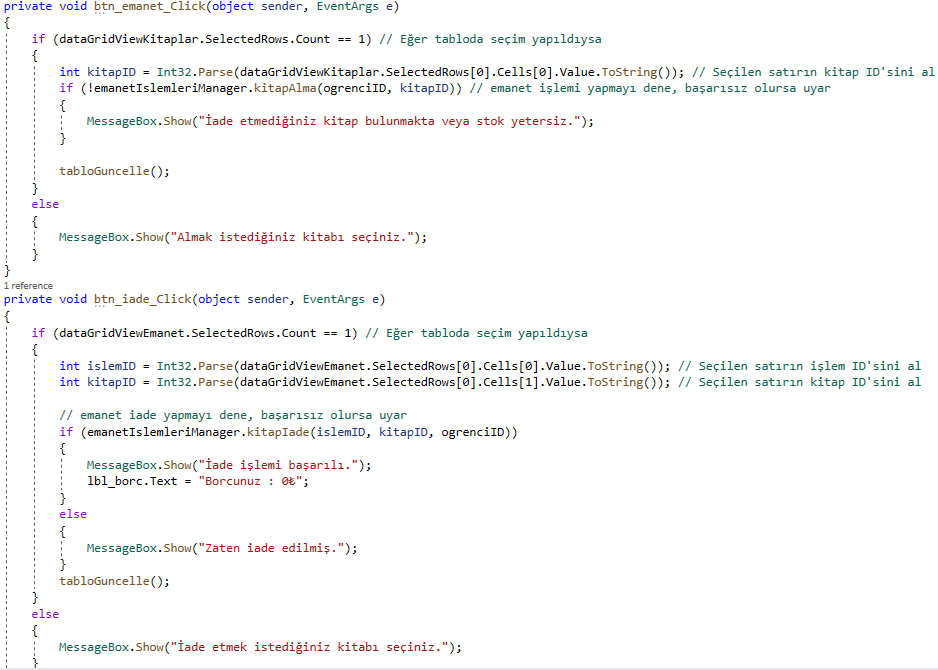 private void btn_emanet_Click(object sender, EventArgs e)
{
if (dataGridViewKitaplar.SelectedRows.Count == 1) // Eğer tabloda seçim yapıldıysa
{
int kitapID = Int32.Parse(dataGridViewKitaplar.SelectedRows[0].Cells[0].Value.ToString()); // Seçilen satırın kitap ID'sini al
if (!emanetIslemleriManager.kitapAlma(ogrenciID, kitapID)) // emanet işlemi yapmayı dene, başarısız olursa uyar
{
MessageBox.Show("İade etmediğiniz kitap bulunmakta veya stok yetersiz.");
}
tabloGuncelle();
}
else
{
MessageBox.Show("Almak istediğiniz kitabı seçiniz.");
}
}
1 reference
private void btn_iade_Click(object sender, EventArgs e)
{
if (dataGridViewEmanet.SelectedRows.Count == 1) // Eğer tabloda seçim yapıldıysa
{
int islemID = Int32.Parse(dataGridViewEmanet.SelectedRows[0].Cells[0].Value.ToString()); // Seçilen satırın işlem ID'sini al
int kitapID = Int32.Parse(dataGridViewEmanet.SelectedRows[0].Cells[1].Value.ToString()); // Seçilen satırın kitap ID'sini al
// emanet iade yapmayı dene, başarısız olursa uyar
if (emanetIslemleriManager.kitapIade(islemID, kitapID, ogrenciID))
{
MessageBox.Show("İade işlemi başarılı.");
lbl_borc.Text = "Borcunuz : 0₺";
}
else
{
MessageBox.Show("Zaten iade edilmiş.");
}
tabloGuncelle();
}
else
{
MessageBox.Show("İade etmek istediğiniz kitabı seçiniz.");
}